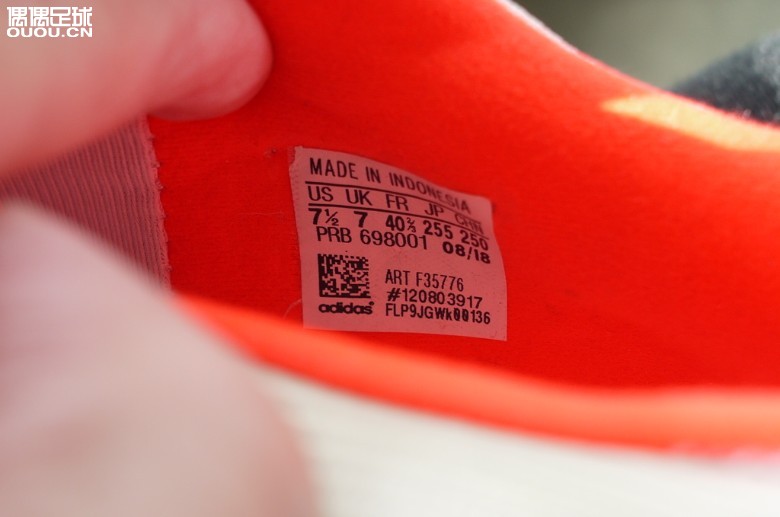 偶偶足球
OUOU.CN
MADE IN INDONESIA
US UK FR JP CHN
7½ 7 40⅔ 255 250
PRB 698001 08/18
ART F35776
#120803917
adidas FLP9JGWk00136